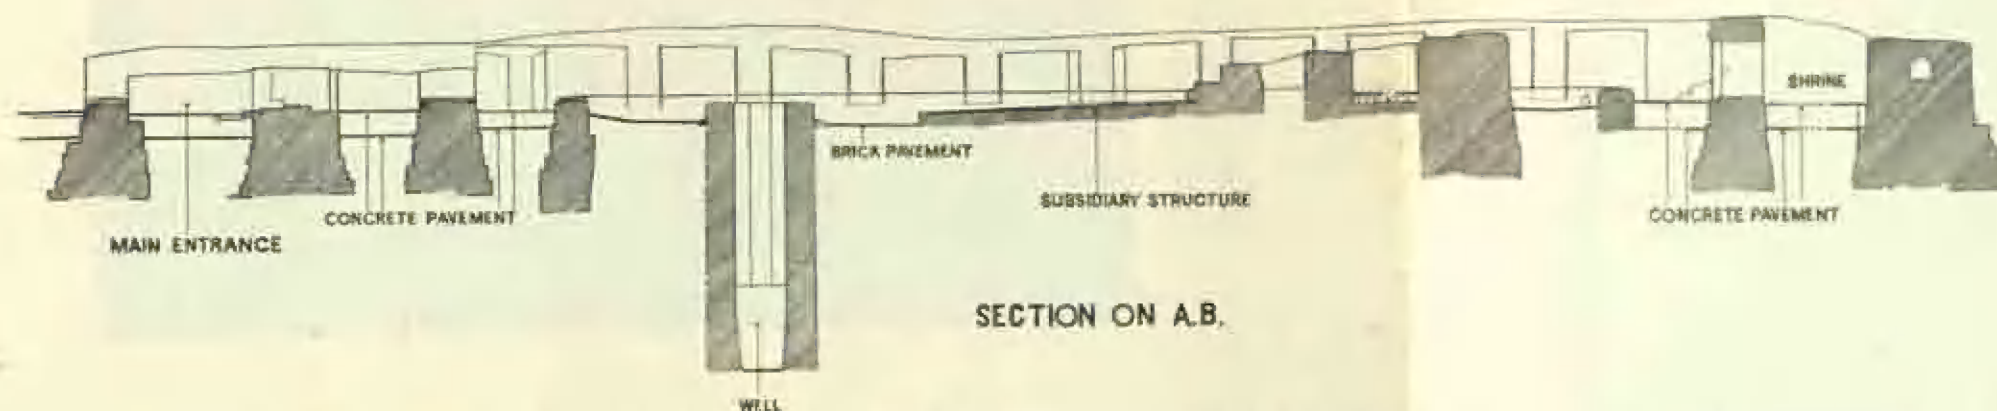 SHRINE
BRICK PAVEMENT
SUBSIDIARY STRUCTURE
CONCRETE PAVEMENT
CONCRETE PAVEMENT
MAIN ENTRANCE
SECTION ON A.B.
WELL